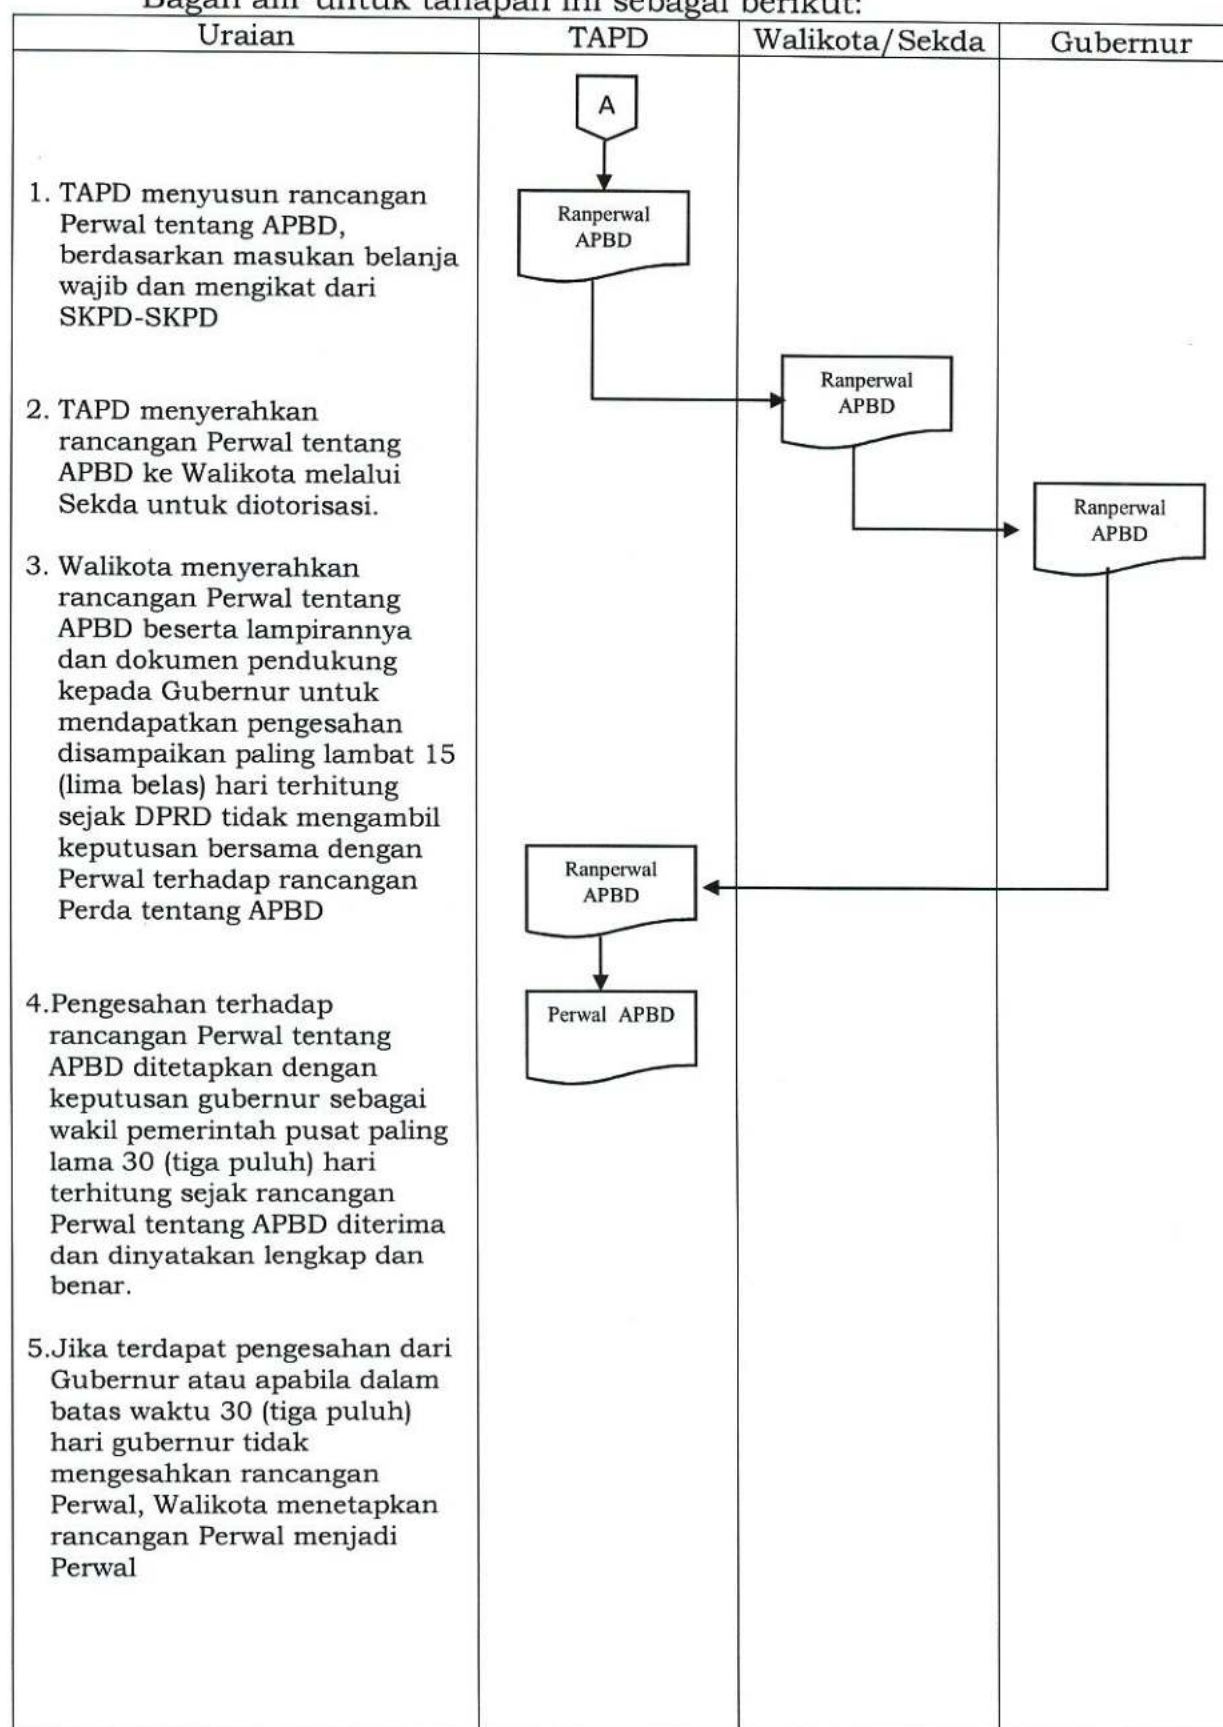 Bagan alir untuk tahapan ini sebagai berikut:
Uraian TAPD Walikota/Sekda Gubernur
A
1. TAPD menyusun rancangan
Perwal tentang APBD,
berdasarkan masukan belanja
wajib dan mengikat dari
SKPD-SKPD
Ranperwal
APBD
Ranperwal
APBD
2. TAPD menyerahkan
rancangan Perwal tentang
APBD ke Walikota melalui
Sekda untuk diotorisasi.
Ranperwal
APBD
3. Walikota menyerahkan
rancangan Perwal tentang
APBD beserta lampirannya
dan dokumen pendukung
kepada Gubernur untuk
mendapatkan pengesahan
disampaikan paling lambat 15
(lima belas) hari terhitung
sejak DPRD tidak mengambil
keputusan bersama dengan
Perwal terhadap rancangan
Perda tentang APBD
Ranperwal
APBD
4.Pengesahan terhadap
rancangan Perwal tentang
APBD ditetapkan dengan
keputusan gubernur sebagai
wakil pemerintah pusat paling
lama 30 (tiga puluh) hari
terhitung sejak rancangan
Perwal tentang APBD diterima
dan dinyatakan lengkap dan
benar.
Perwal APBD
5.Jika terdapat pengesahan dari
Gubernur atau apabila dalam
batas waktu 30 (tiga puluh)
hari gubernur tidak
mengesahkan rancangan
Perwal, Walikota menetapkan
rancangan Perwal menjadi
Perwal